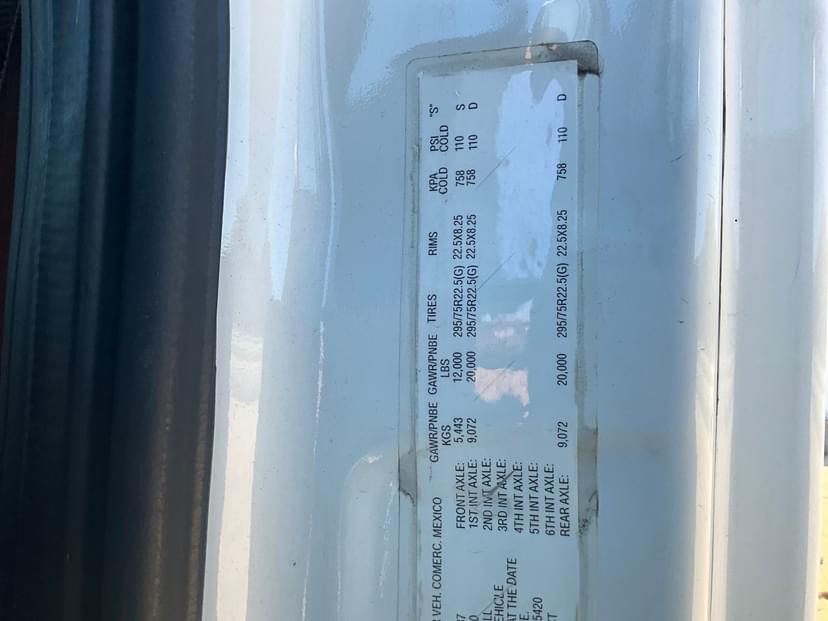 R VEH. COMERC. MEXICO
GAWR/PNBE GAWR/PNBE TIRES RIMS KPA PSI "S"
KGS LBS COLD COLD
FRONT AXLE: 5,443 12,000 295/75R22.5(G) 22.5X8.25 758 110 S
1ST INT AXLE: 9,072 20,000 295/75R22.5(G) 22.5X8.25 758 110 D
2ND INT AXLE:
3RD INT AXLE:
4TH INT AXLE:
5TH INT AXLE:
6TH INT AXLE:
REAR AXLE: 9,072 20,000 295/75R22.5(G) 22.5X8.25 758 110 D
EHICLE
AT THE DATE
E.
5420
CT